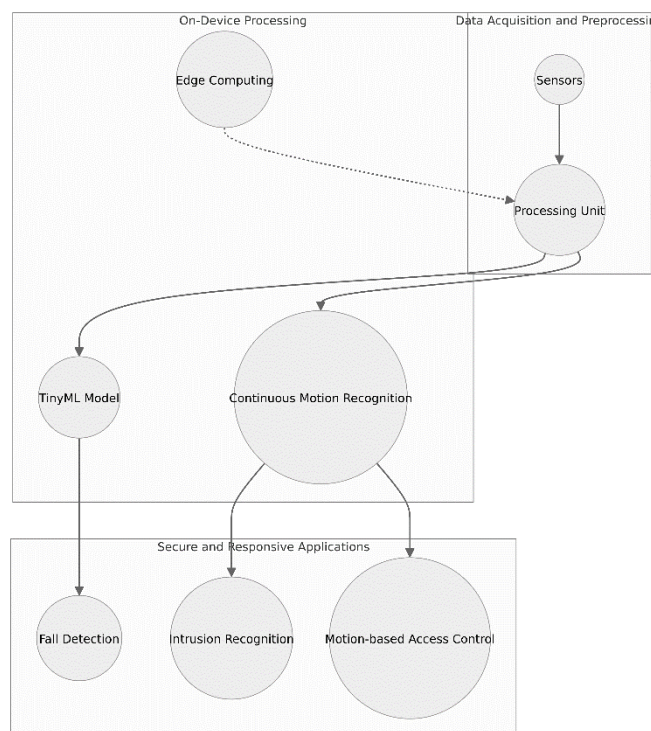 On-Device Processing
Data Acquisition and Preprocessin
Edge Computing
Sensors
Processing Unit
TinyML Model
Continuous Motion Recognition
Secure and Responsive Applications
Fall Detection
Intrusion Recognition
Motion-based Access Control